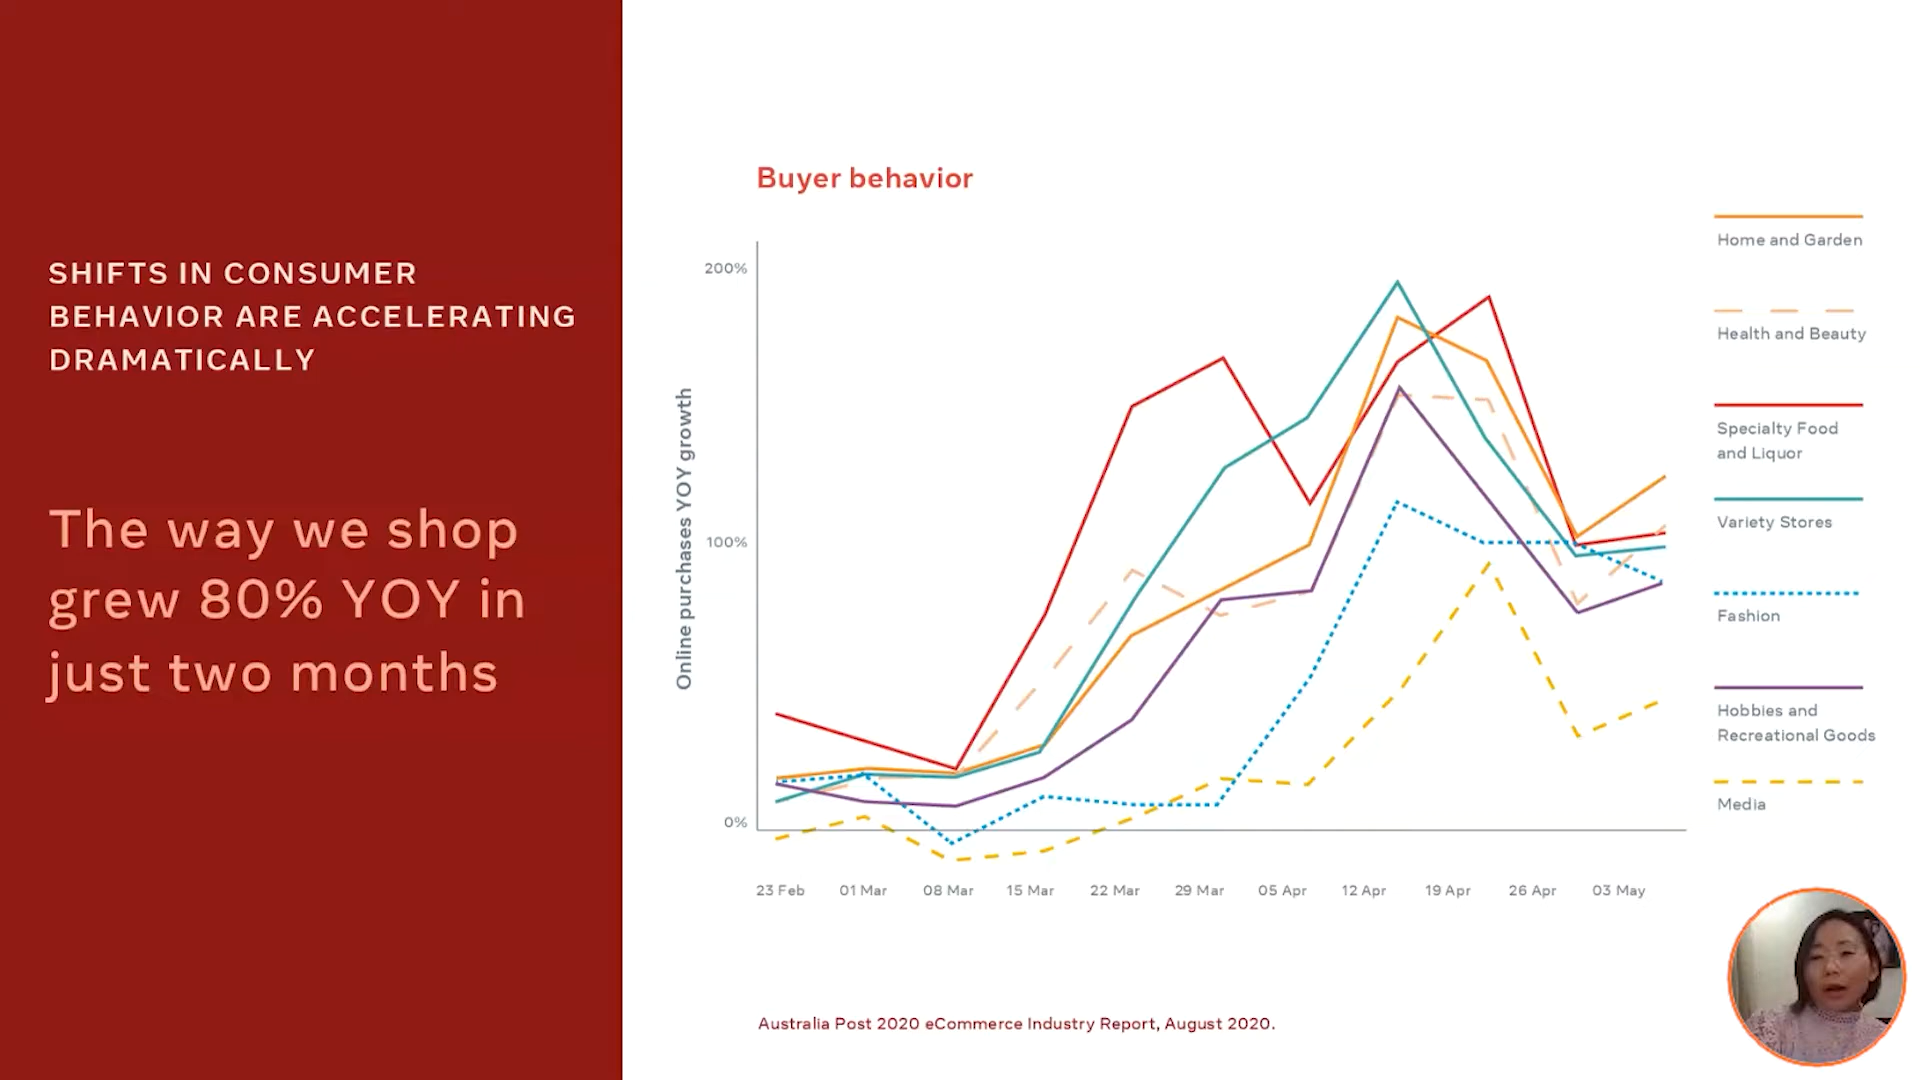 SHIFTS IN CONSUMER
BEHAVIOR ARE ACCELERATING
DRAMATICALLY
The way we shop
grew 80% YOY in
just two months
Buyer behavior
Online purchases YOY growth
200%
100%
0%
23 Feb
01 Mar
08 Mar
15 Mar
22 Mar
29 Mar
05 Apr
12 Apr
19 Apr
26 Apr
03 May
Home and Garden
Health and Beauty
Specialty Food
and Liquor
Variety Stores
Fashion
Hobbies and
Recreational Goods
Media
Australia Post 2020 eCommerce Industry Report, August 2020.